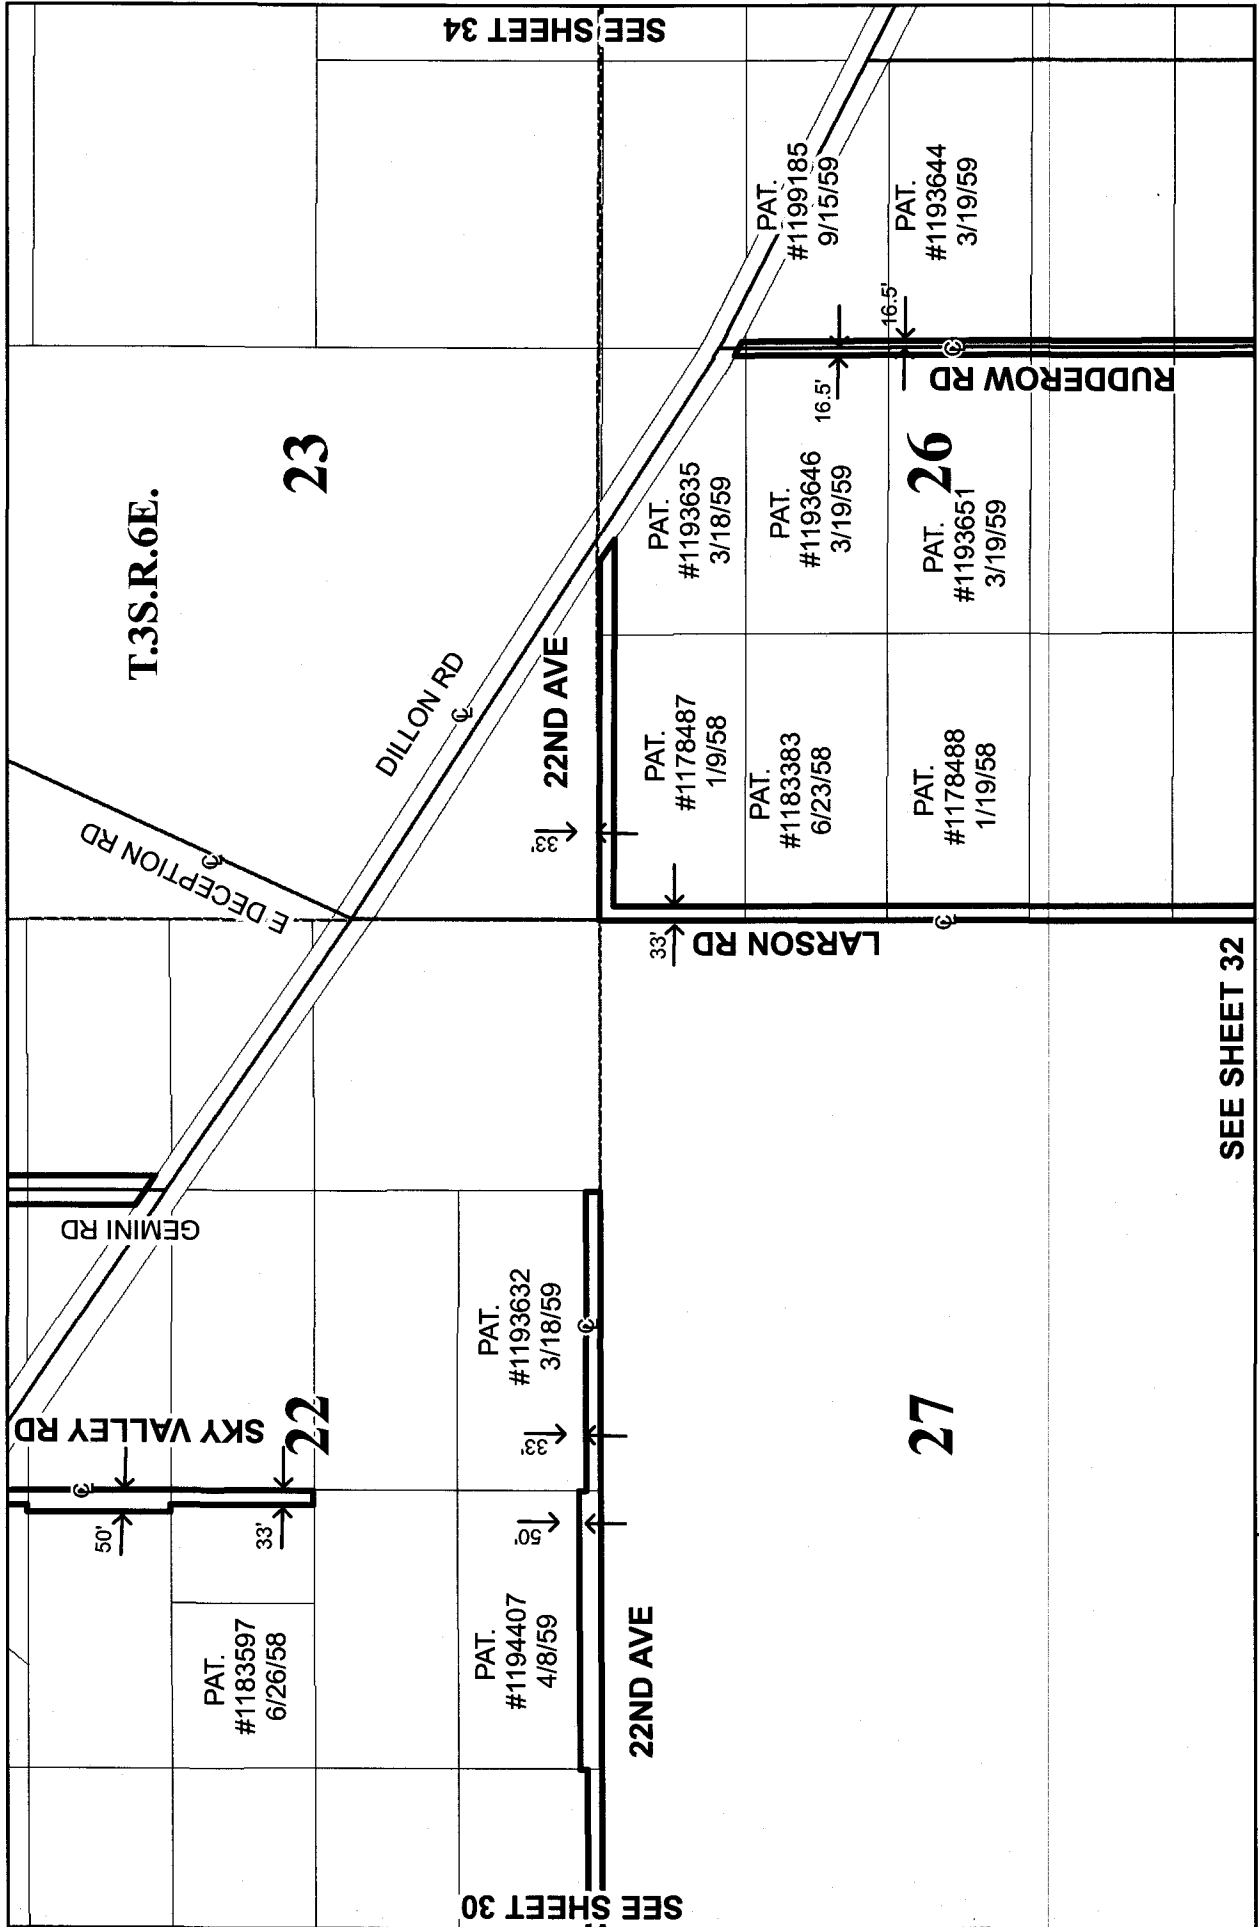 SEE SHEET 34
T.3S.R.6E.
23
E DECEPTION RD
℄
DILLON RD
℄
22ND AVE
33'
PAT.
#1199185
9/15/59
PAT.
#1193644
3/19/59
16.5'
16.5'
RUDDEROW RD
℄
26
PAT.
#1193635
3/18/59
PAT.
#1193646
3/19/59
PAT.
#1193651
3/19/59
PAT.
#1178487
1/9/58
PAT.
#1183383
6/23/58
PAT.
#1178488
1/19/58
33'
LARSON RD
℄
SEE SHEET 32
GEMINI RD
SKY VALLEY RD
℄
22
50'
33'
PAT.
#1183597
6/26/58
PAT.
#1193632
3/18/59
℄
33'
50'
PAT.
#1194407
4/8/59
22ND AVE
27
SEE SHEET 30